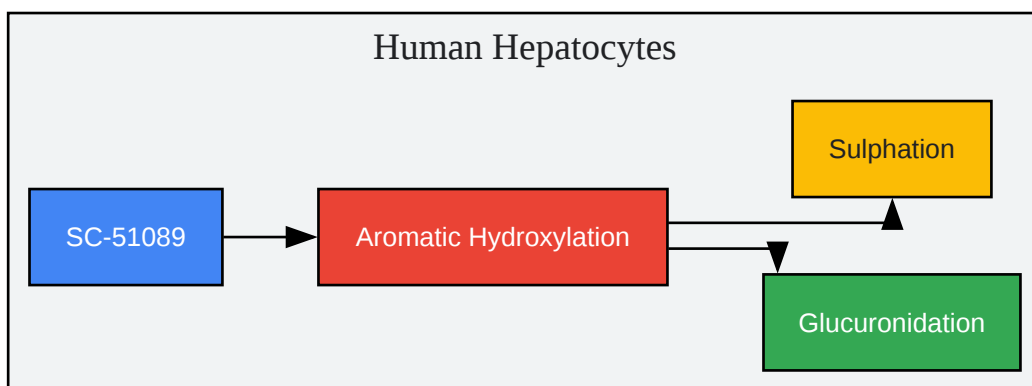 Human Hepatocytes
Sulphation
SC-51089
Aromatic Hydroxylation
Glucuronidation